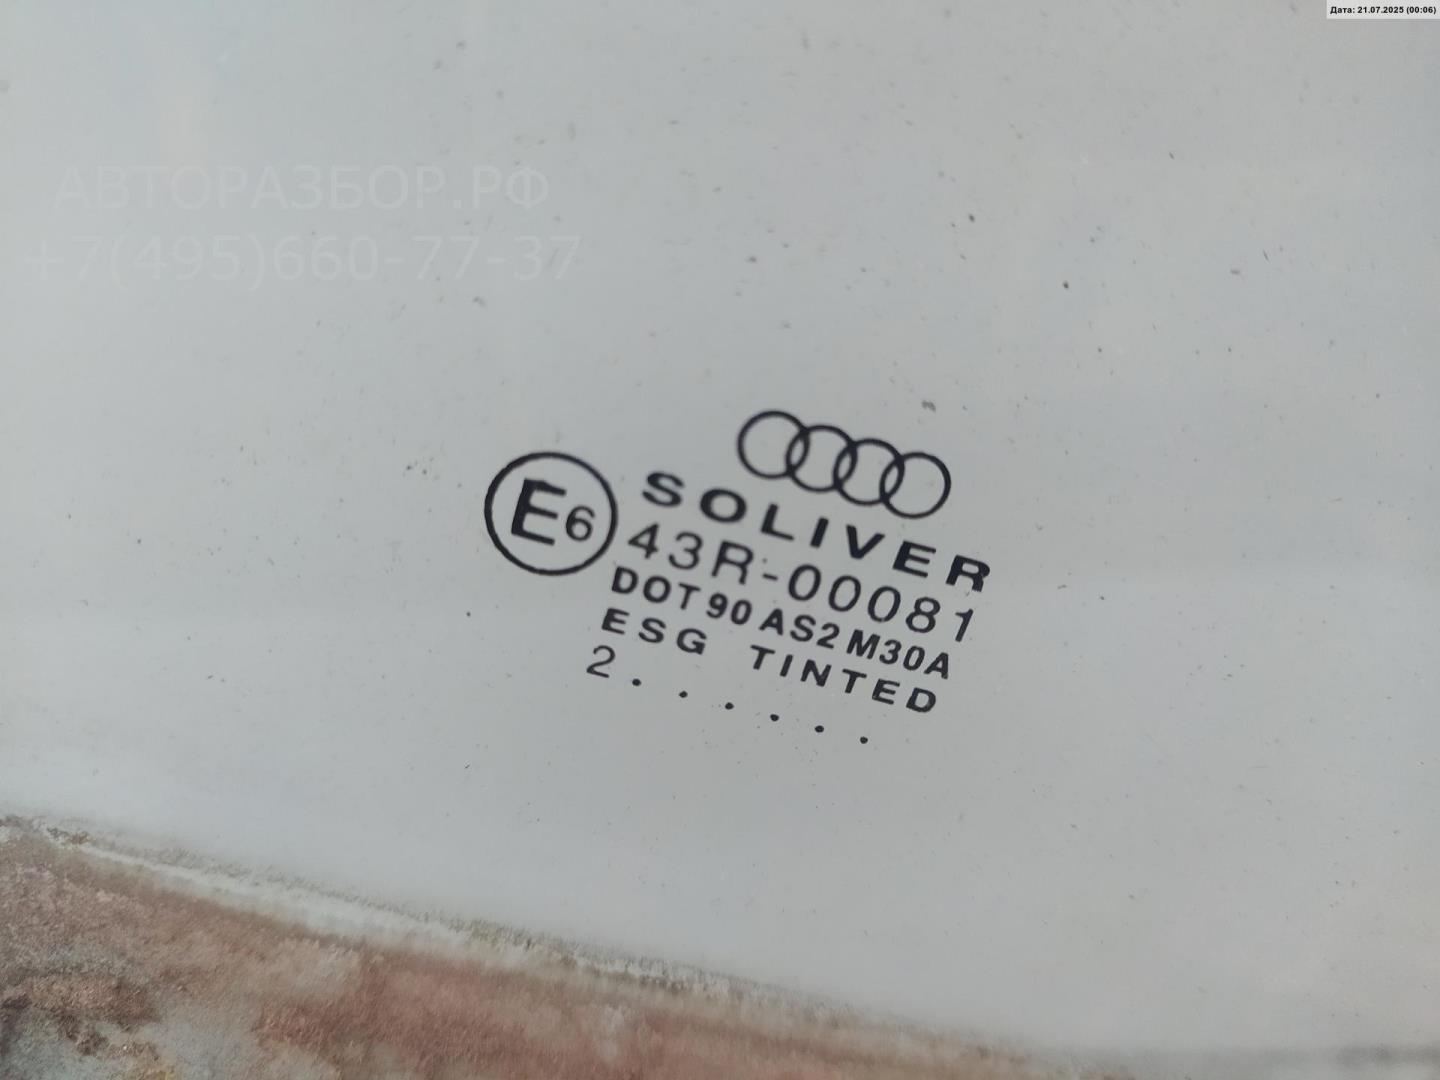 Дата: 21.07.2025 (00:06)
АВТОРАЗБОР.РФ
+7(495)660-77-37
SOLIVER
E6 43R-00081
DOT 90 AS2 M30A
ESG TINTED
2. . . . . .